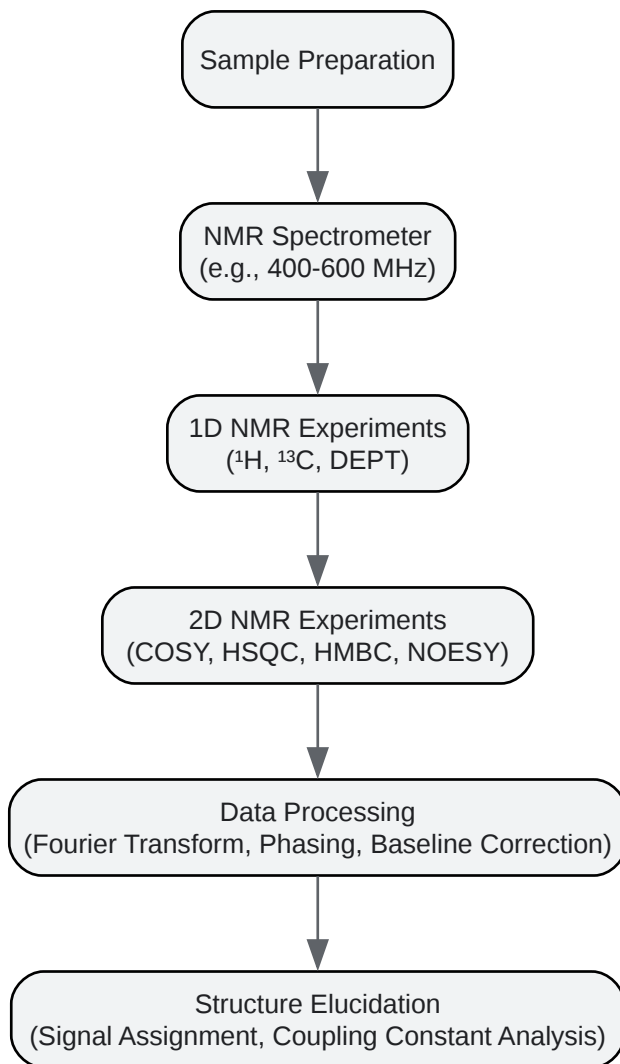 Sample Preparation
NMR Spectrometer
(e.g., 400-600 MHz)
1D NMR Experiments
(¹H, ¹³C, DEPT)
2D NMR Experiments
(COSY, HSQC, HMBC, NOESY)
Data Processing
(Fourier Transform, Phasing, Baseline Correction)
Structure Elucidation
(Signal Assignment, Coupling Constant Analysis)